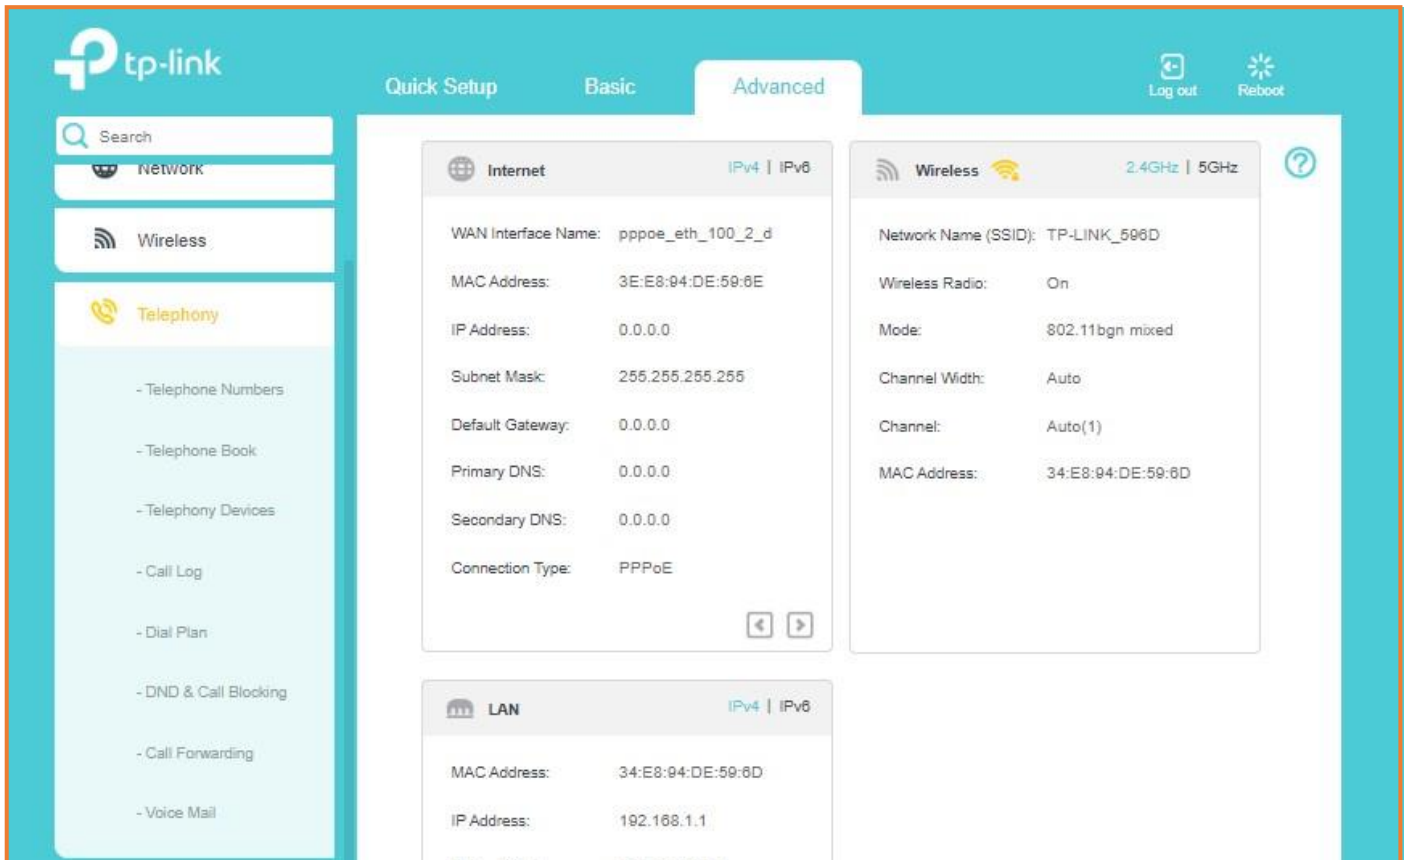 tp-link
Quick Setup
Basic
Advanced
Log out
Reboot
Search
Network
Wireless
Telephony
- Telephone Numbers
- Telephone Book
- Telephony Devices
- Call Log
- Dial Plan
- DND & Call Blocking
- Call Forwarding
- Voice Mail
Internet IPv4 | IPv6
WAN Interface Name: pppoe_eth_100_2_d
MAC Address: 3E:E8:94:DE:59:6E
IP Address: 0.0.0.0
Subnet Mask: 255.255.255.255
Default Gateway: 0.0.0.0
Primary DNS: 0.0.0.0
Secondary DNS: 0.0.0.0
Connection Type: PPPoE
Wireless 2.4GHz | 5GHz
Network Name (SSID): TP-LINK_596D
Wireless Radio: On
Mode: 802.11bgn mixed
Channel Width: Auto
Channel: Auto(1)
MAC Address: 34:E8:94:DE:59:6D
LAN IPv4 | IPv6
MAC Address: 34:E8:94:DE:59:6D
IP Address: 192.168.1.1